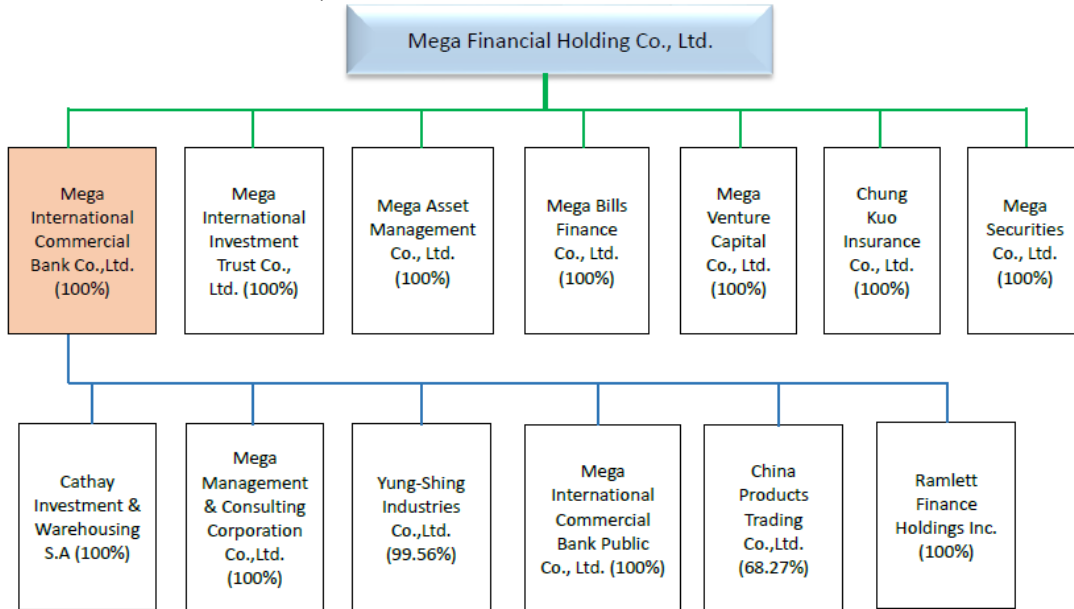 Mega Financial Holding Co., Ltd.
Mega
International
Commercial
Bank Co.,Ltd.
(100%)
Mega
International
Investment
Trust Co.,
Ltd. (100%)
Mega Asset
Management
Co., Ltd.
(100%)
Mega Bills
Finance
Co., Ltd.
(100%)
Mega
Venture
Capital
Co., Ltd.
(100%)
Chung
Kuo
Insurance
Co., Ltd.
(100%)
Mega
Securities
Co., Ltd.
(100%)
Cathay
Investment &
Warehousing
S.A (100%)
Mega
Management
& Consulting
Corporation
Co.,Ltd.
(100%)
Yung-Shing
Industries
Co.,Ltd.
(99.56%)
Mega
International
Commercial
Bank Public
Co., Ltd. (100%)
China
Products
Trading
Co.,Ltd.
(68.27%)
Ramlett
Finance
Holdings Inc.
(100%)